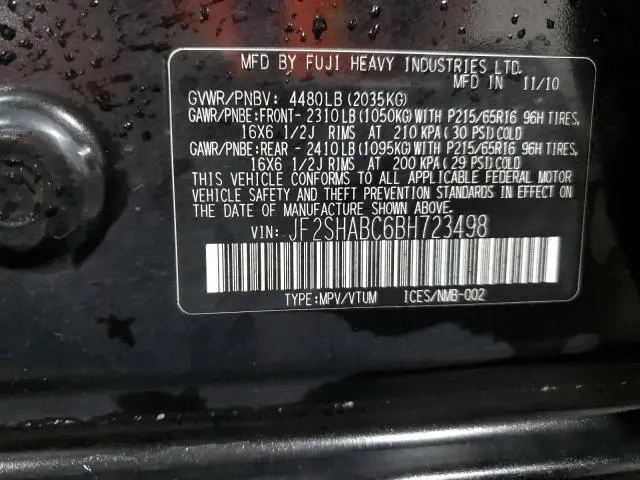 MFD BY FUJI HEAVY INDUSTRIES LTD.
MFD IN 11/10
GVWR/PNBV: 4480LB (2035KG)
GAWR/PNBE:FRONT- 2310LB (1050KG) WITH P215/65R16 96H TIRES,
16X6 1/2J RIMS AT 210 KPA (30 PSI) COLD
GAWR/PNBE:REAR - 2410LB (1095KG) WITH P215/65R16 96H TIRES,
16X6 1/2J RIMS AT 200 KPA (29 PSI) COLD
THIS VEHICLE CONFORMS TO ALL APPLICABLE FEDERAL MOTOR
VEHICLE SAFETY AND THEFT PREVENTION STANDARDS IN EFFECT ON
THE DATE OF MANUFACTURE SHOWN ABOVE.
VIN: JF2SHABC6BH723498
TYPE:MPV/VTUM ICES/NMB-002